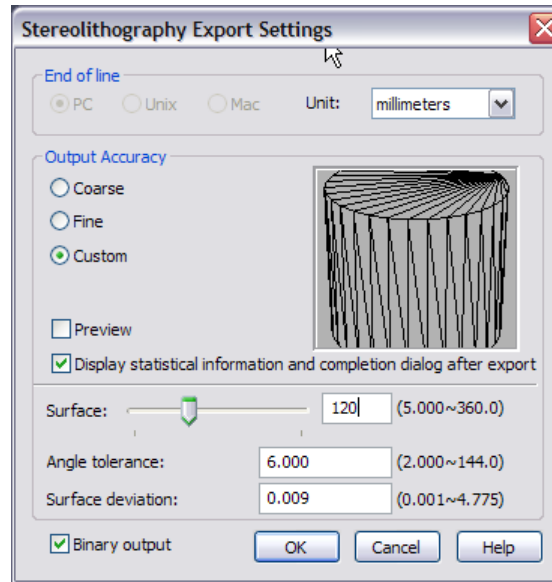 Stereolithography Export Settings
End of line
PC Unix Mac Unit: millimeters
Output Accuracy
Coarse
Fine
Custom
Preview
Display statistical information and completion dialog after export
Surface: 120 (5.000~360.0)
Angle tolerance: 6.000 (2.000~144.0)
Surface deviation: 0.009 (0.001~4.775)
Binary output OK Cancel Help